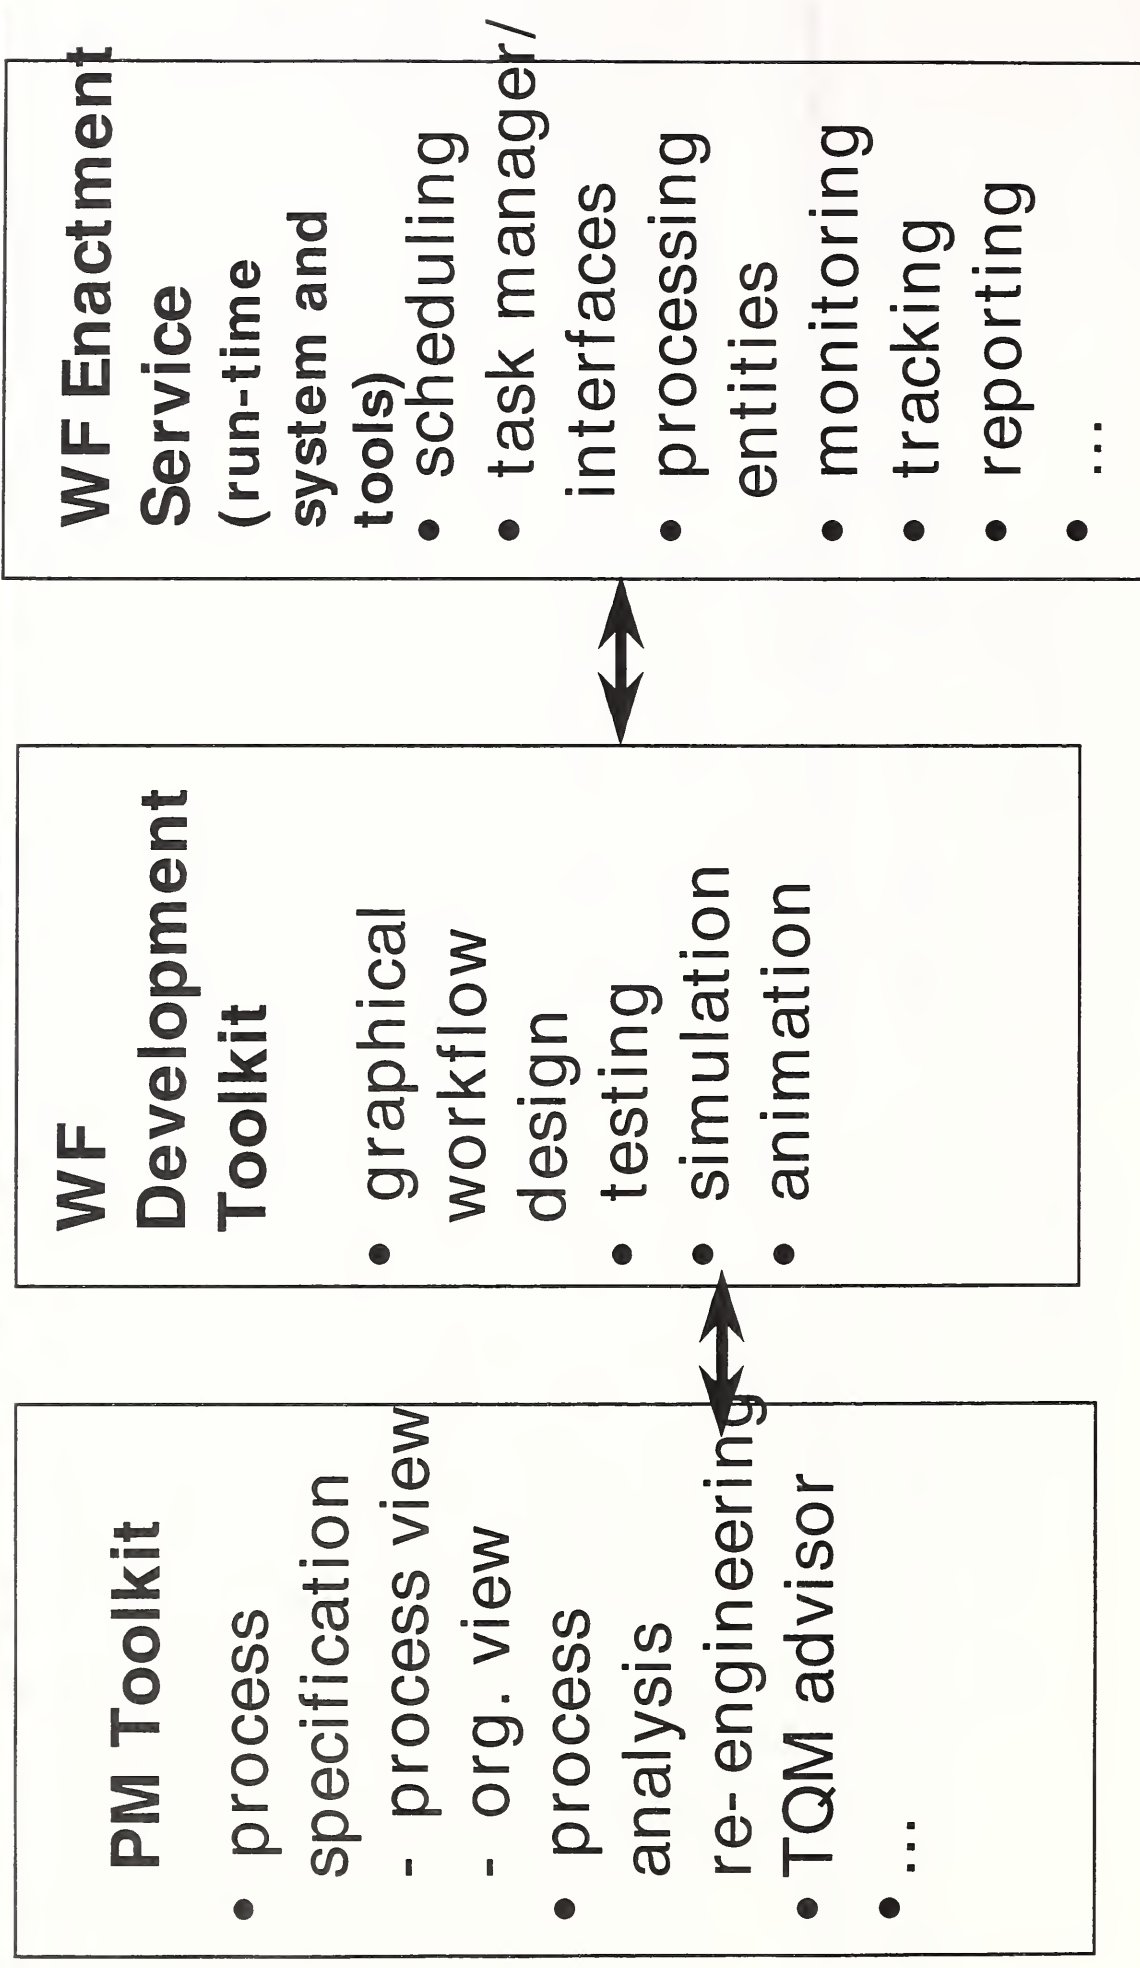 PM Toolkit
• process
specification
- process view
- org. view
• process
analysis
re- engineering
• TQM advisor
• ...
WF
Development
Toolkit
• graphical
workflow
design
• testing
• simulation
• animation
WF Enactment
Service
(run-time
system and
tools)
• scheduling
• task manager/
interfaces
• processing
entities
• monitoring
• tracking
• reporting
• ...